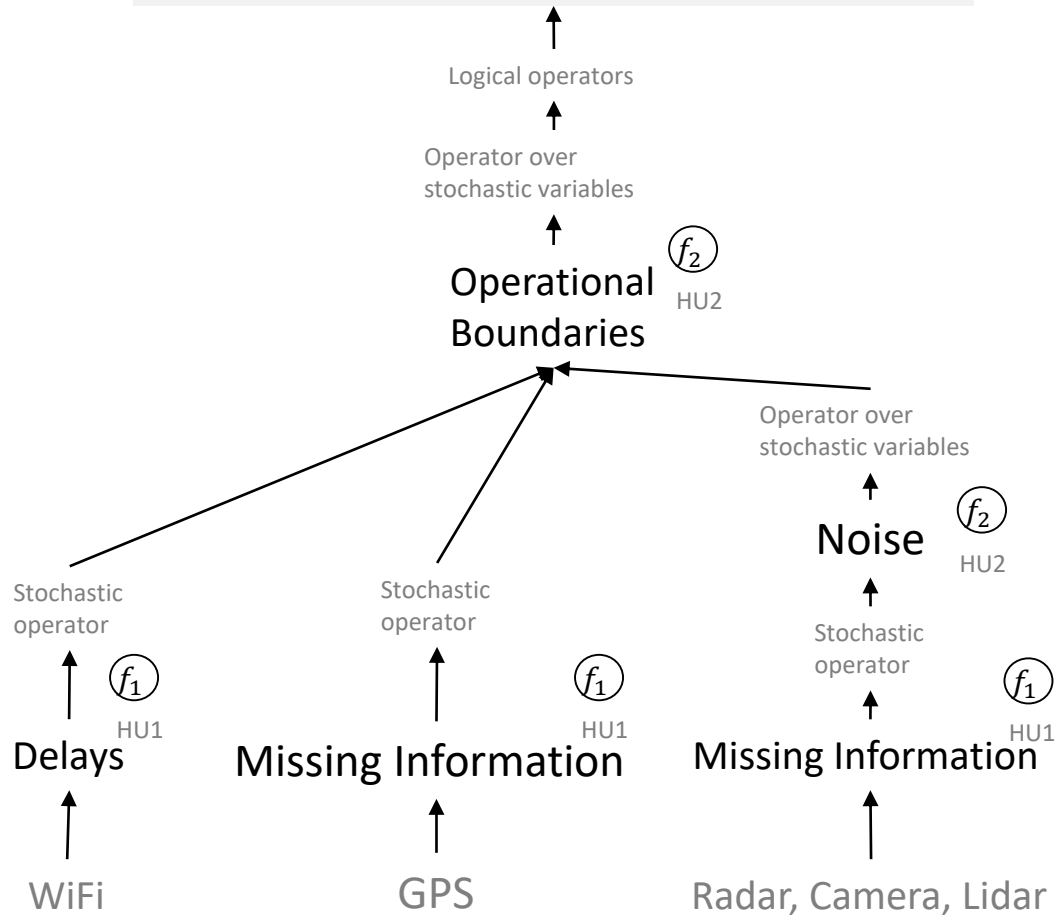 Logical operators
Operator over
stochastic variables
f₂
Operational
HU2
Boundaries
Operator over
stochastic variables
f₂
Noise
HU2
Stochastic
operator
Stochastic
operator
Stochastic
operator
f₁
f₁
f₁
HU1
HU1
HU1
Delays
Missing Information
Missing Information
WiFi
GPS
Radar, Camera, Lidar